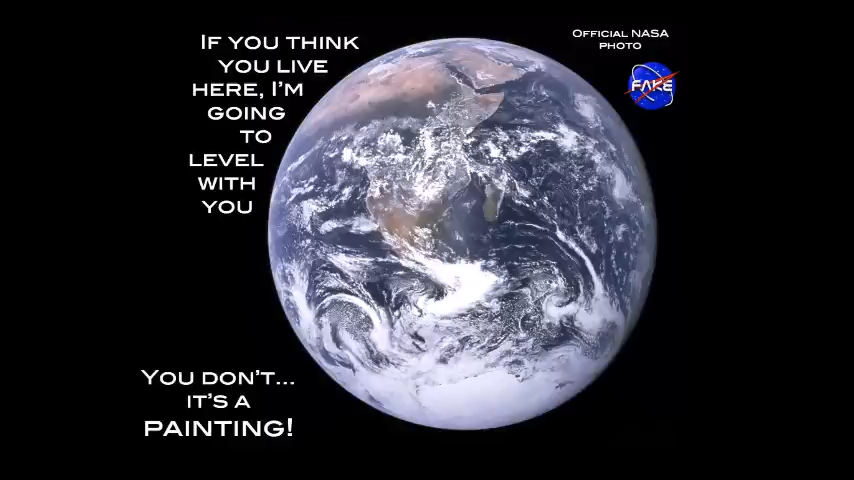 If you think
you live
here, I'm
going
to
level
with
you
Official NASA
photo
FAKE
You don't...
it's a
painting!